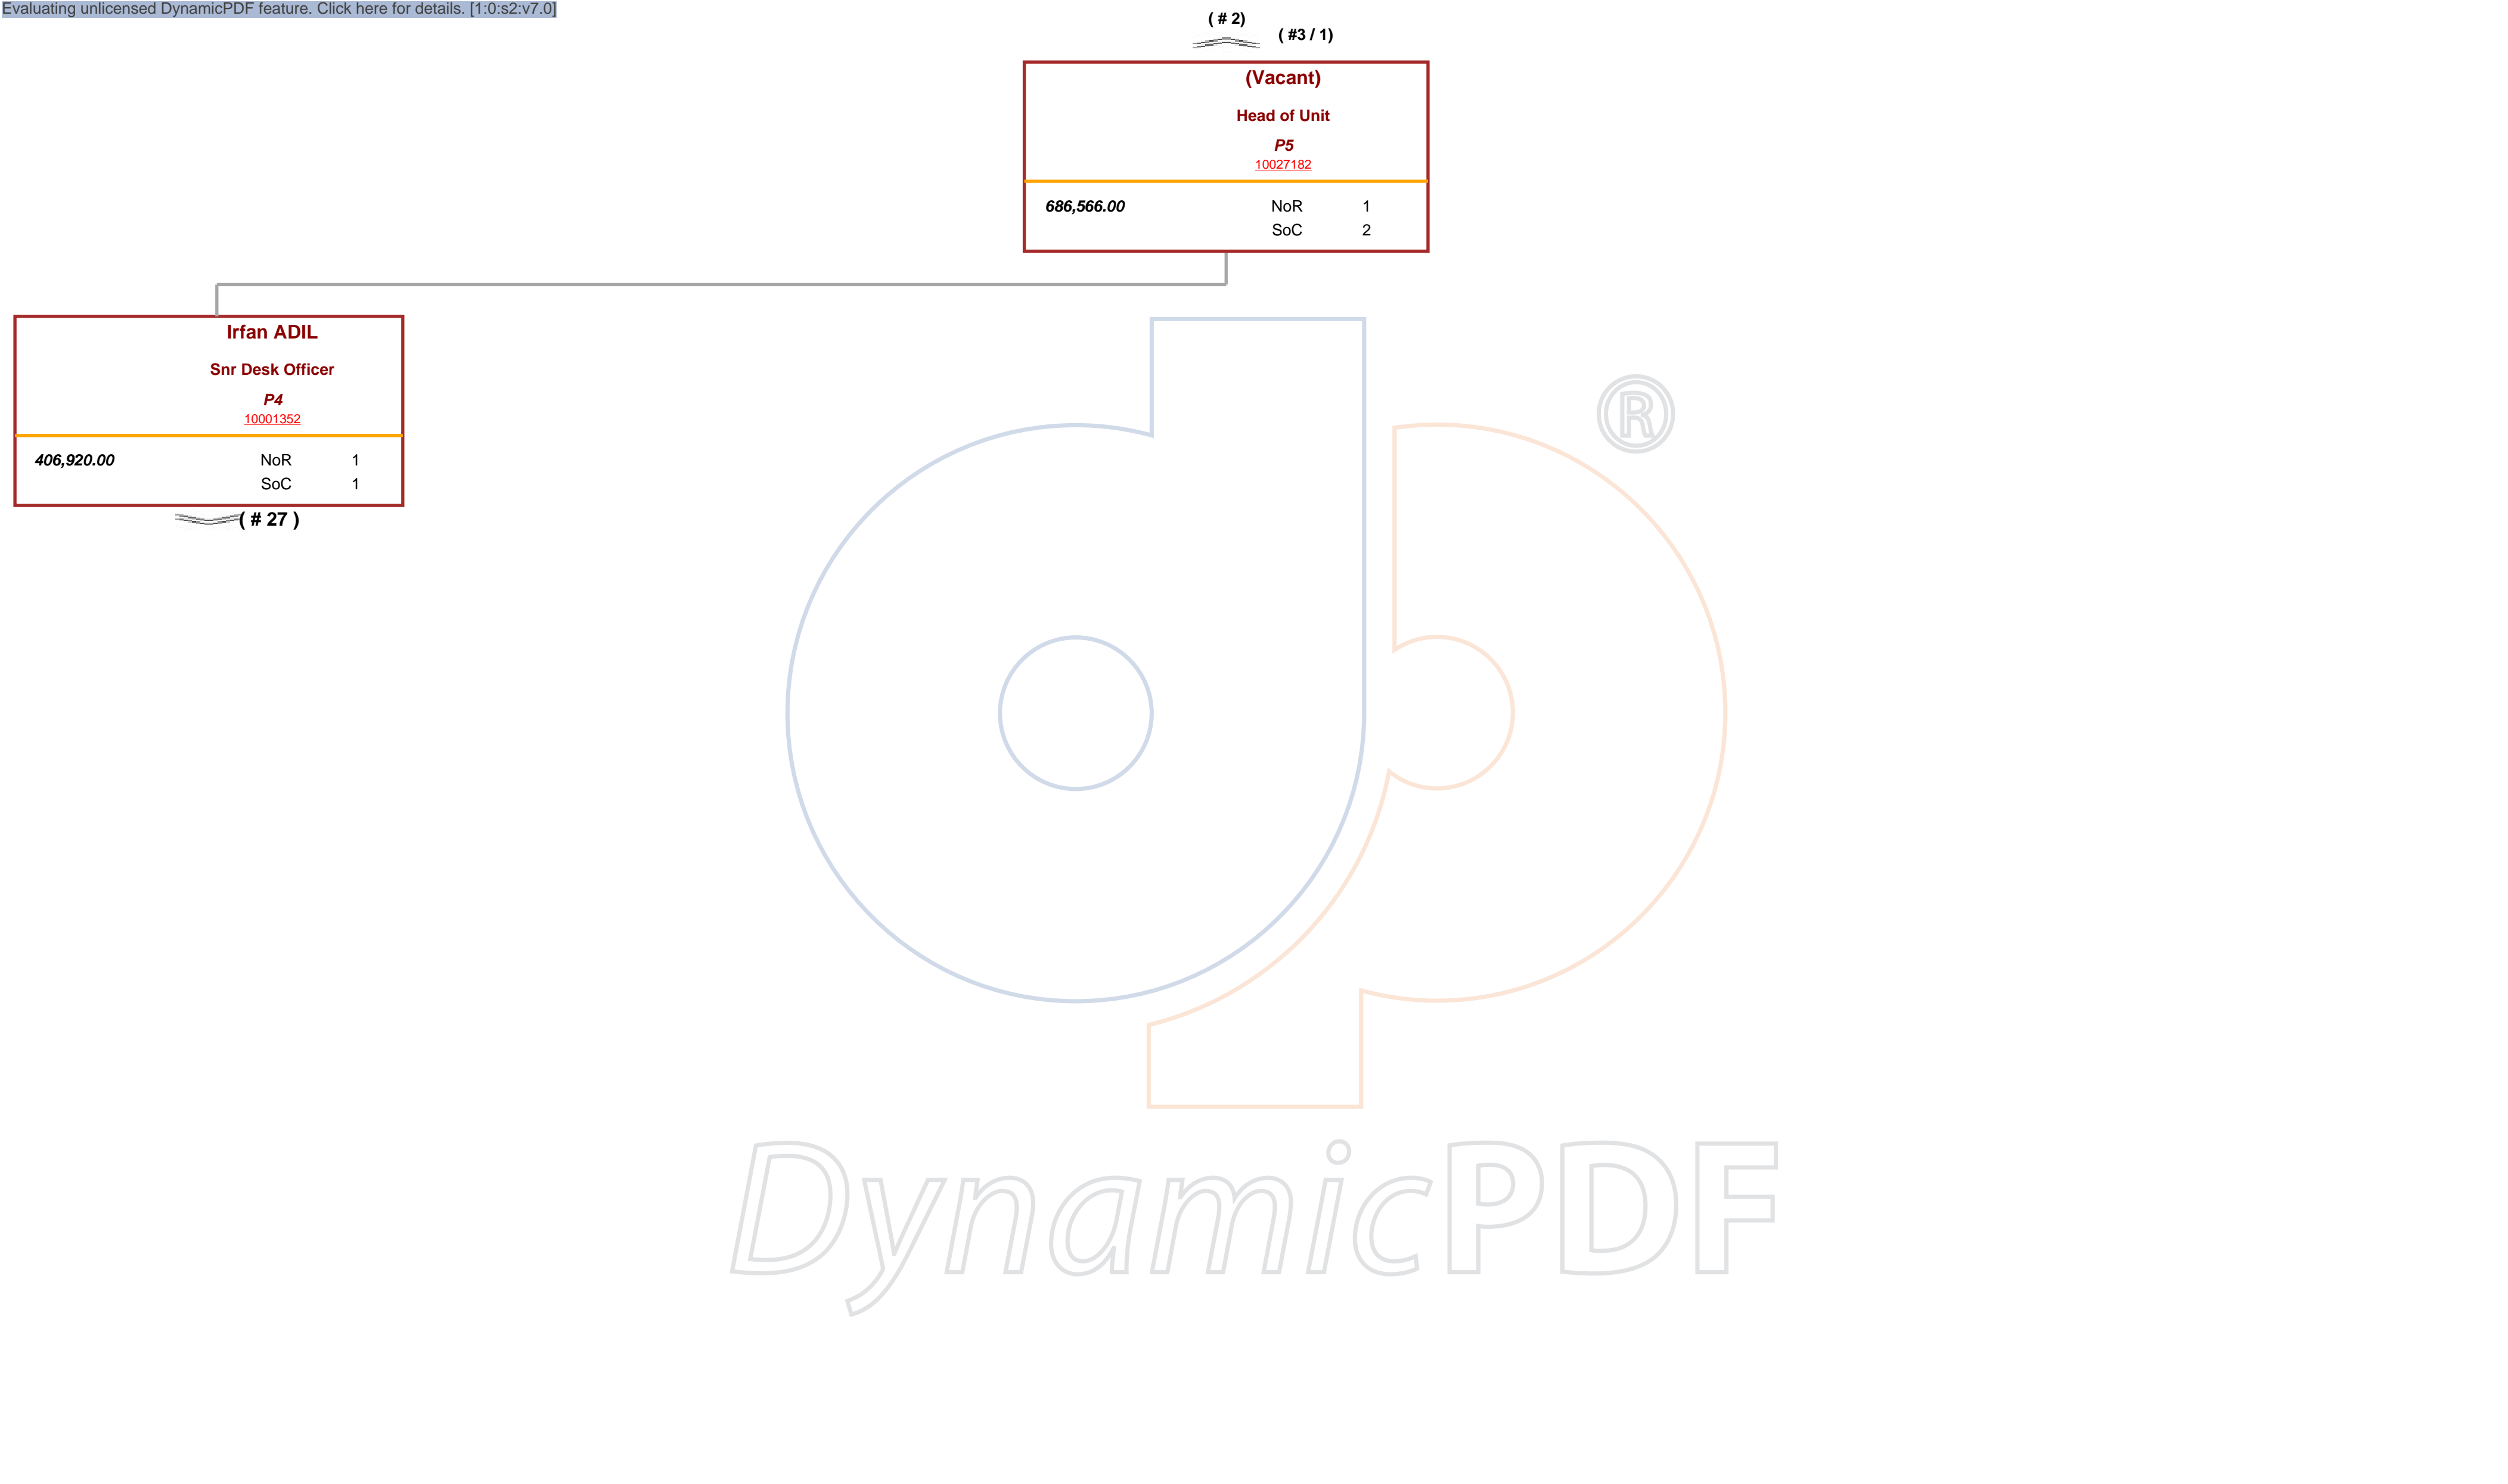 Evaluating unlicensed DynamicPDF feature. Click here for details. [1:0:s2:v7.0]
( # 2)
( #3 / 1)
(Vacant)
Head of Unit
P5
10027182
686,566.00 NoR 1
SoC 2
Irfan ADIL
Snr Desk Officer
P4
10001352
406,920.00 NoR 1
SoC 1
( # 27 )
®
DynamicPDF